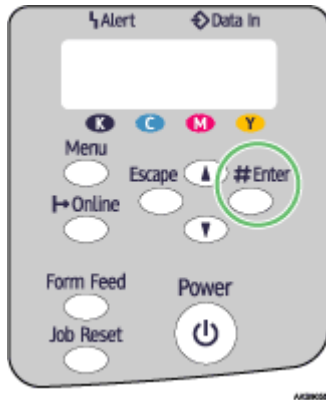 Alert Data In
K C M Y
Menu
Escape #Enter
Online
Form Feed Power
Job Reset